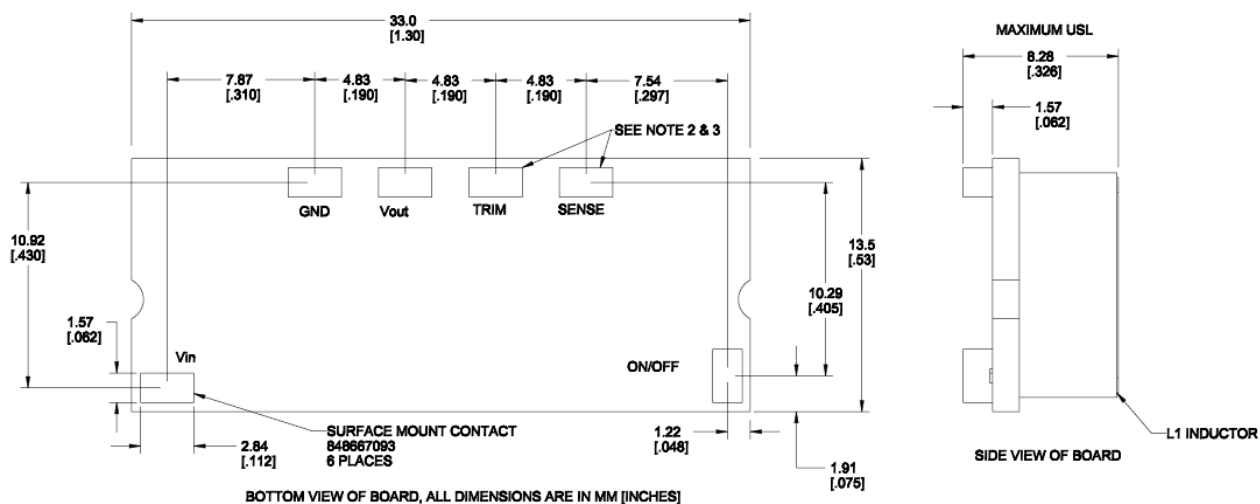 33.0
[1.30]
MAXIMUM USL
8.28
[.326]
7.87
[.310]
4.83
[.190]
4.83
[.190]
4.83
[.190]
7.54
[.297]
1.57
[.062]
SEE NOTE 2 & 3
GND
Vout
TRIM
SENSE
10.92
[.430]
13.5
[.53]
10.29
[.405]
1.57
[.062]
Vin
ON/OFF
SURFACE MOUNT CONTACT
848667093
6 PLACES
2.84
[.112]
1.22
[.048]
1.91
[.075]
L1 INDUCTOR
SIDE VIEW OF BOARD
BOTTOM VIEW OF BOARD, ALL DIMENSIONS ARE IN MM [INCHES]